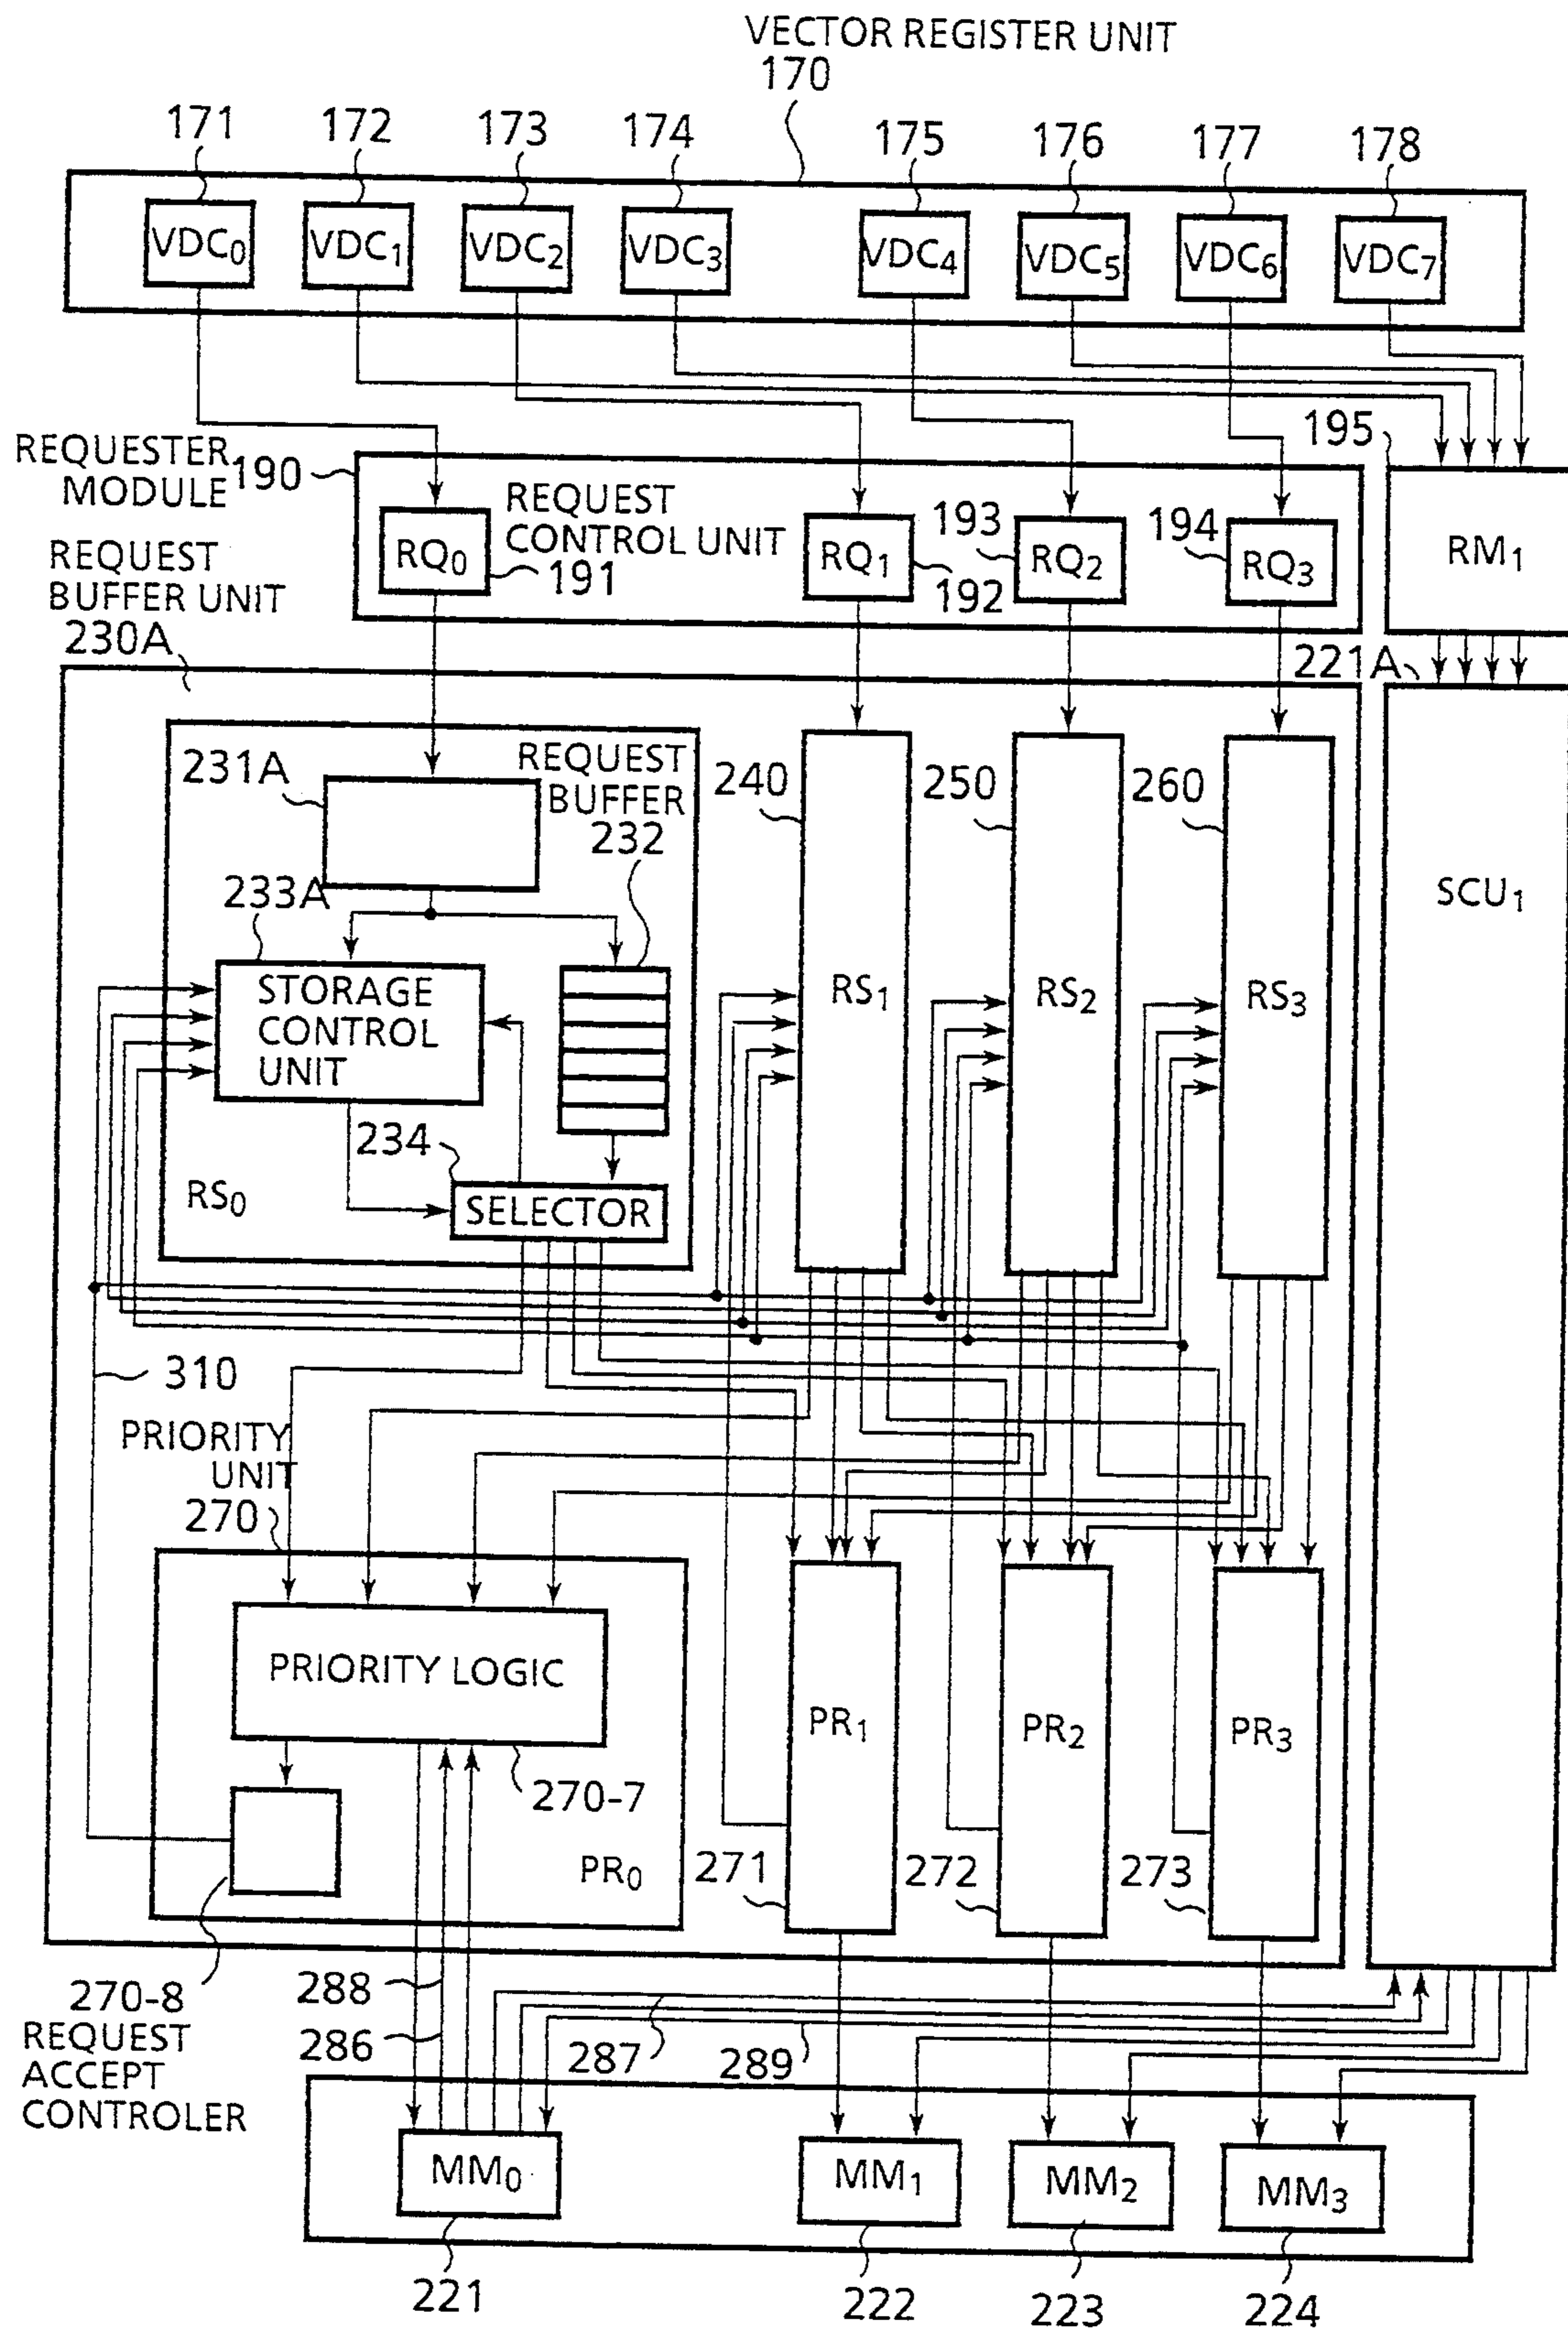 VECTOR REGISTER UNIT
170
171
172
173
174
175
176
177
178
VDC0
VDC1
VDC2
VDC3
VDC4
VDC5
VDC6
VDC7
195
REQUESTER
MODULE
190
REQUEST
CONTROL UNIT
191
192
193
194
RQ0
RQ1
RQ2
RQ3
RM1
REQUEST
BUFFER UNIT
230A
221A
231A
REQUEST
BUFFER
232
240
250
260
233A
SCU1
STORAGE
CONTROL
UNIT
RS1
RS2
RS3
234
RS0
SELECTOR
310
PRIORITY
UNIT
270
PRIORITY LOGIC
PR1
PR2
PR3
270-7
PR0
271
272
273
270-8
REQUEST
ACCEPT
CONTROLER
288
286
287
289
MM0
MM1
MM2
MM3
221
222
223
224